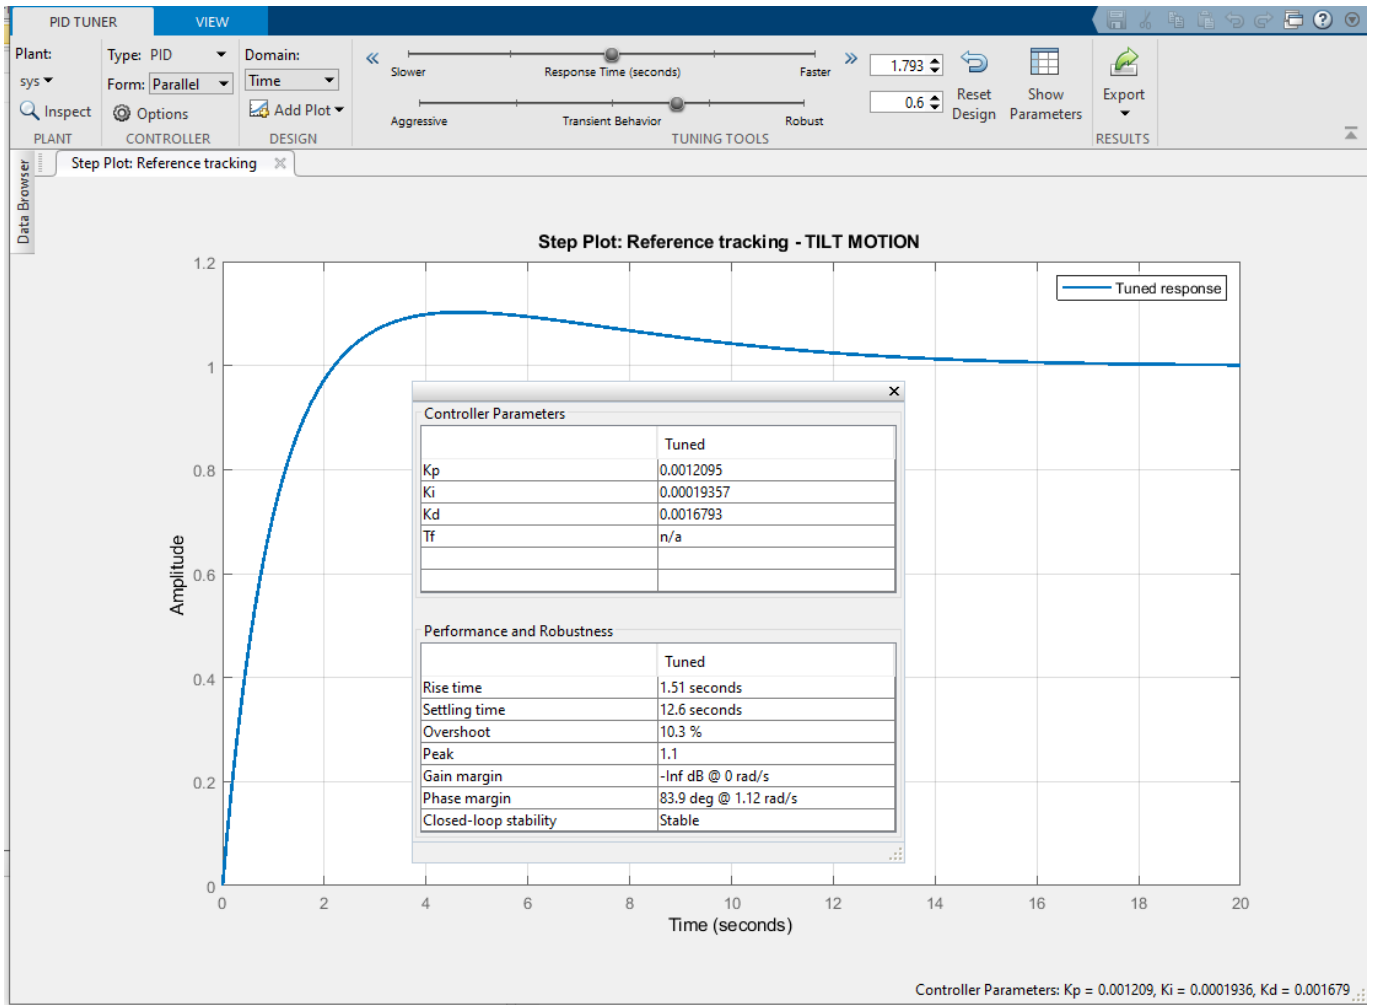 PID TUNER VIEW
Plant: Type: PID Domain:
sys Form: Parallel Time
Inspect Options Add Plot
PLANT CONTROLLER DESIGN
Slower Response Time (seconds) Faster 1.793
Aggressive Transient Behavior Robust 0.6
Reset Design Show Parameters Export
TUNING TOOLS RESULTS
Data Browser
Step Plot: Reference tracking
Step Plot: Reference tracking - TILT MOTION
Tuned response
1.2
1
0.8
0.6
0.4
0.2
0
Amplitude
Controller Parameters
Tuned
Kp 0.0012095
Ki 0.00019357
Kd 0.0016793
Tf n/a
Performance and Robustness
Tuned
Rise time 1.51 seconds
Settling time 12.6 seconds
Overshoot 10.3 %
Peak 1.1
Gain margin -Inf dB @ 0 rad/s
Phase margin 83.9 deg @ 1.12 rad/s
Closed-loop stability Stable
0 2 4 6 8 10 12 14 16 18 20
Time (seconds)
Controller Parameters: Kp = 0.001209, Ki = 0.0001936, Kd = 0.001679